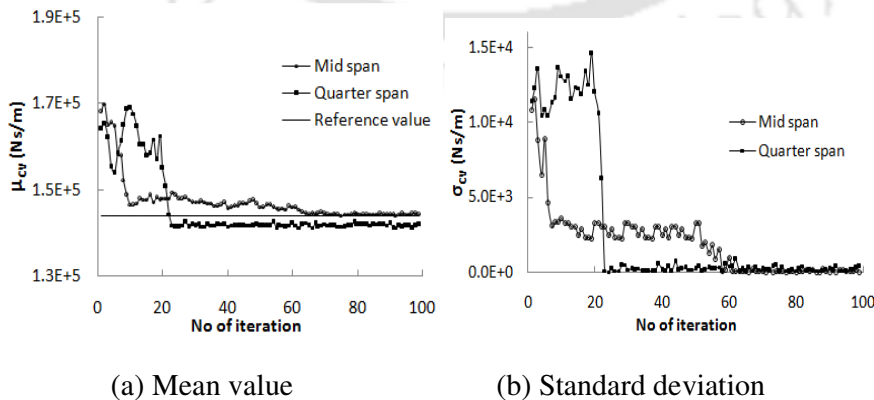 1.9E+5
1.7E+5
1.5E+5
1.3E+5
μcv (Ns/m)
Mid span
Quarter span
Reference value
0 20 40 60 80 100
No of iteration
(a) Mean value
1.5E+4
1.0E+4
5.0E+3
0.0E+0
σcv (Ns/m)
Mid span
Quarter span
0 20 40 60 80 100
No of iteration
(b) Standard deviation